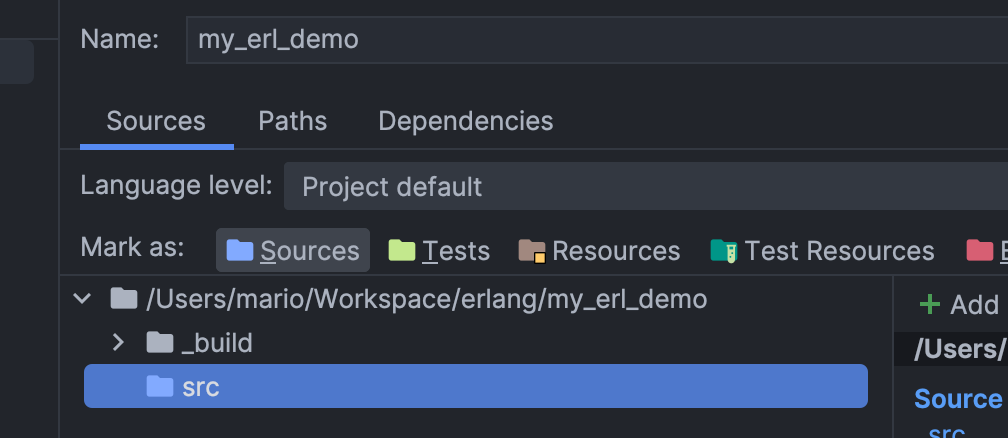 Name: my_erl_demo
Sources Paths Dependencies
Language level: Project default
Mark as: Sources Tests Resources Test Resources
/Users/mario/Workspace/erlang/my_erl_demo
_build
src
Add
/Users/
Source
src